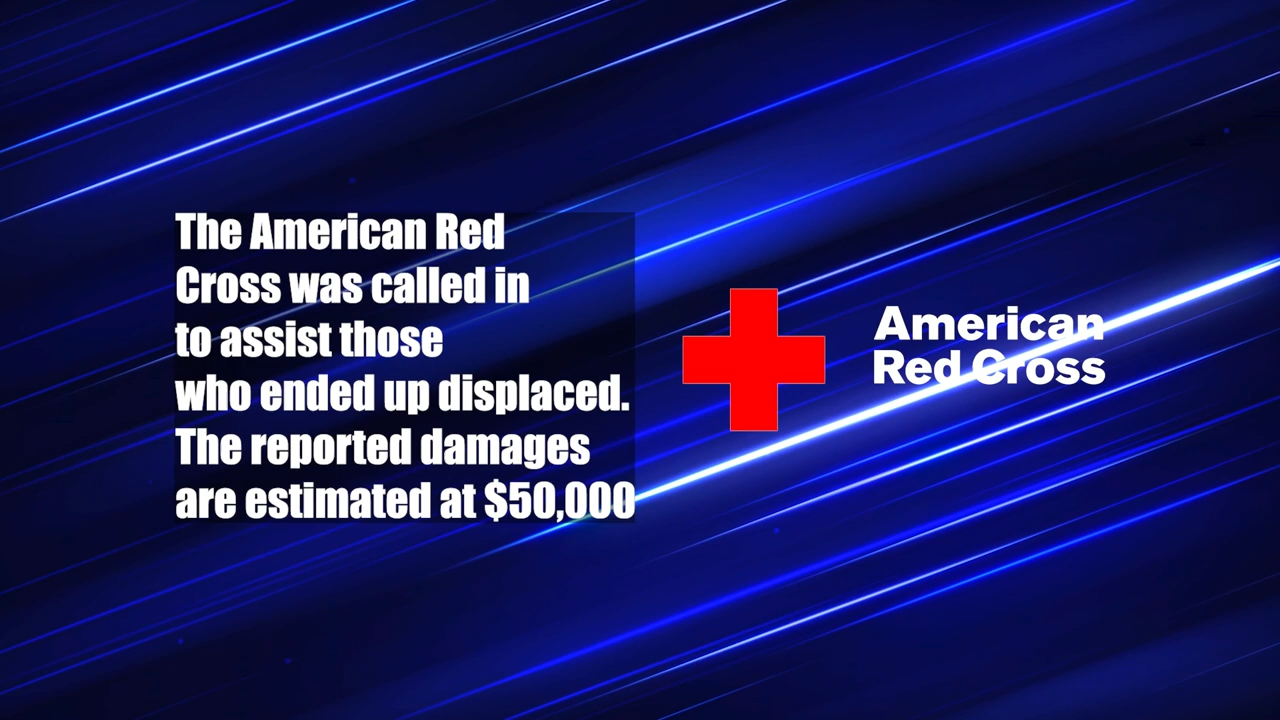 The American Red
Cross was called in
to assist those
who ended up displaced.
The reported damages
are estimated at $50,000
American
Red Cross